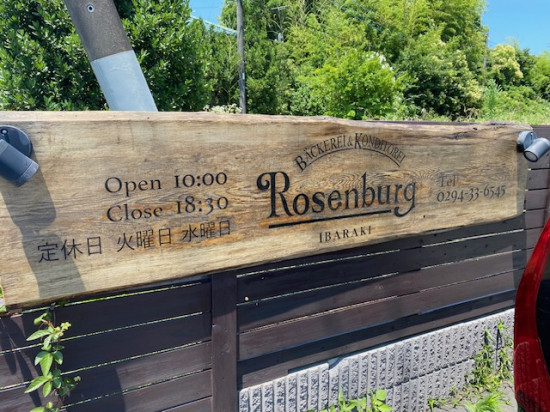 Open 10:00
Close 18:30
定休日 火曜日 水曜日
BÄCKEREI & KONDITOREI
Rosenburg
IBARAKI
Tel
0294-33-6545